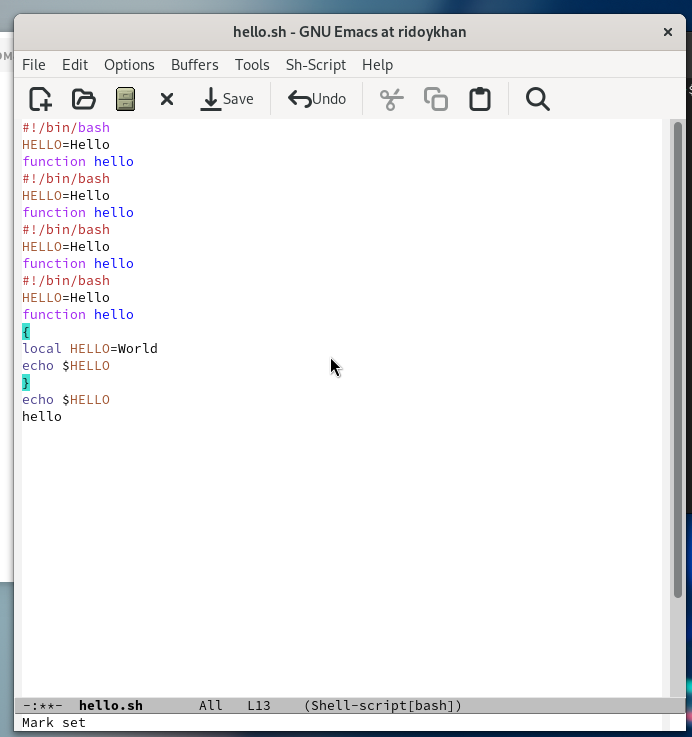 hello.sh - GNU Emacs at ridoykhan
File Edit Options Buffers Tools Sh-Script Help
Save Undo
#!/bin/bash
HELLO=Hello
function hello
#!/bin/bash
HELLO=Hello
function hello
#!/bin/bash
HELLO=Hello
function hello
#!/bin/bash
HELLO=Hello
function hello
{
local HELLO=World
echo $HELLO
}
echo $HELLO
hello
-:**- hello.sh All L13 (Shell-script[bash])
Mark set